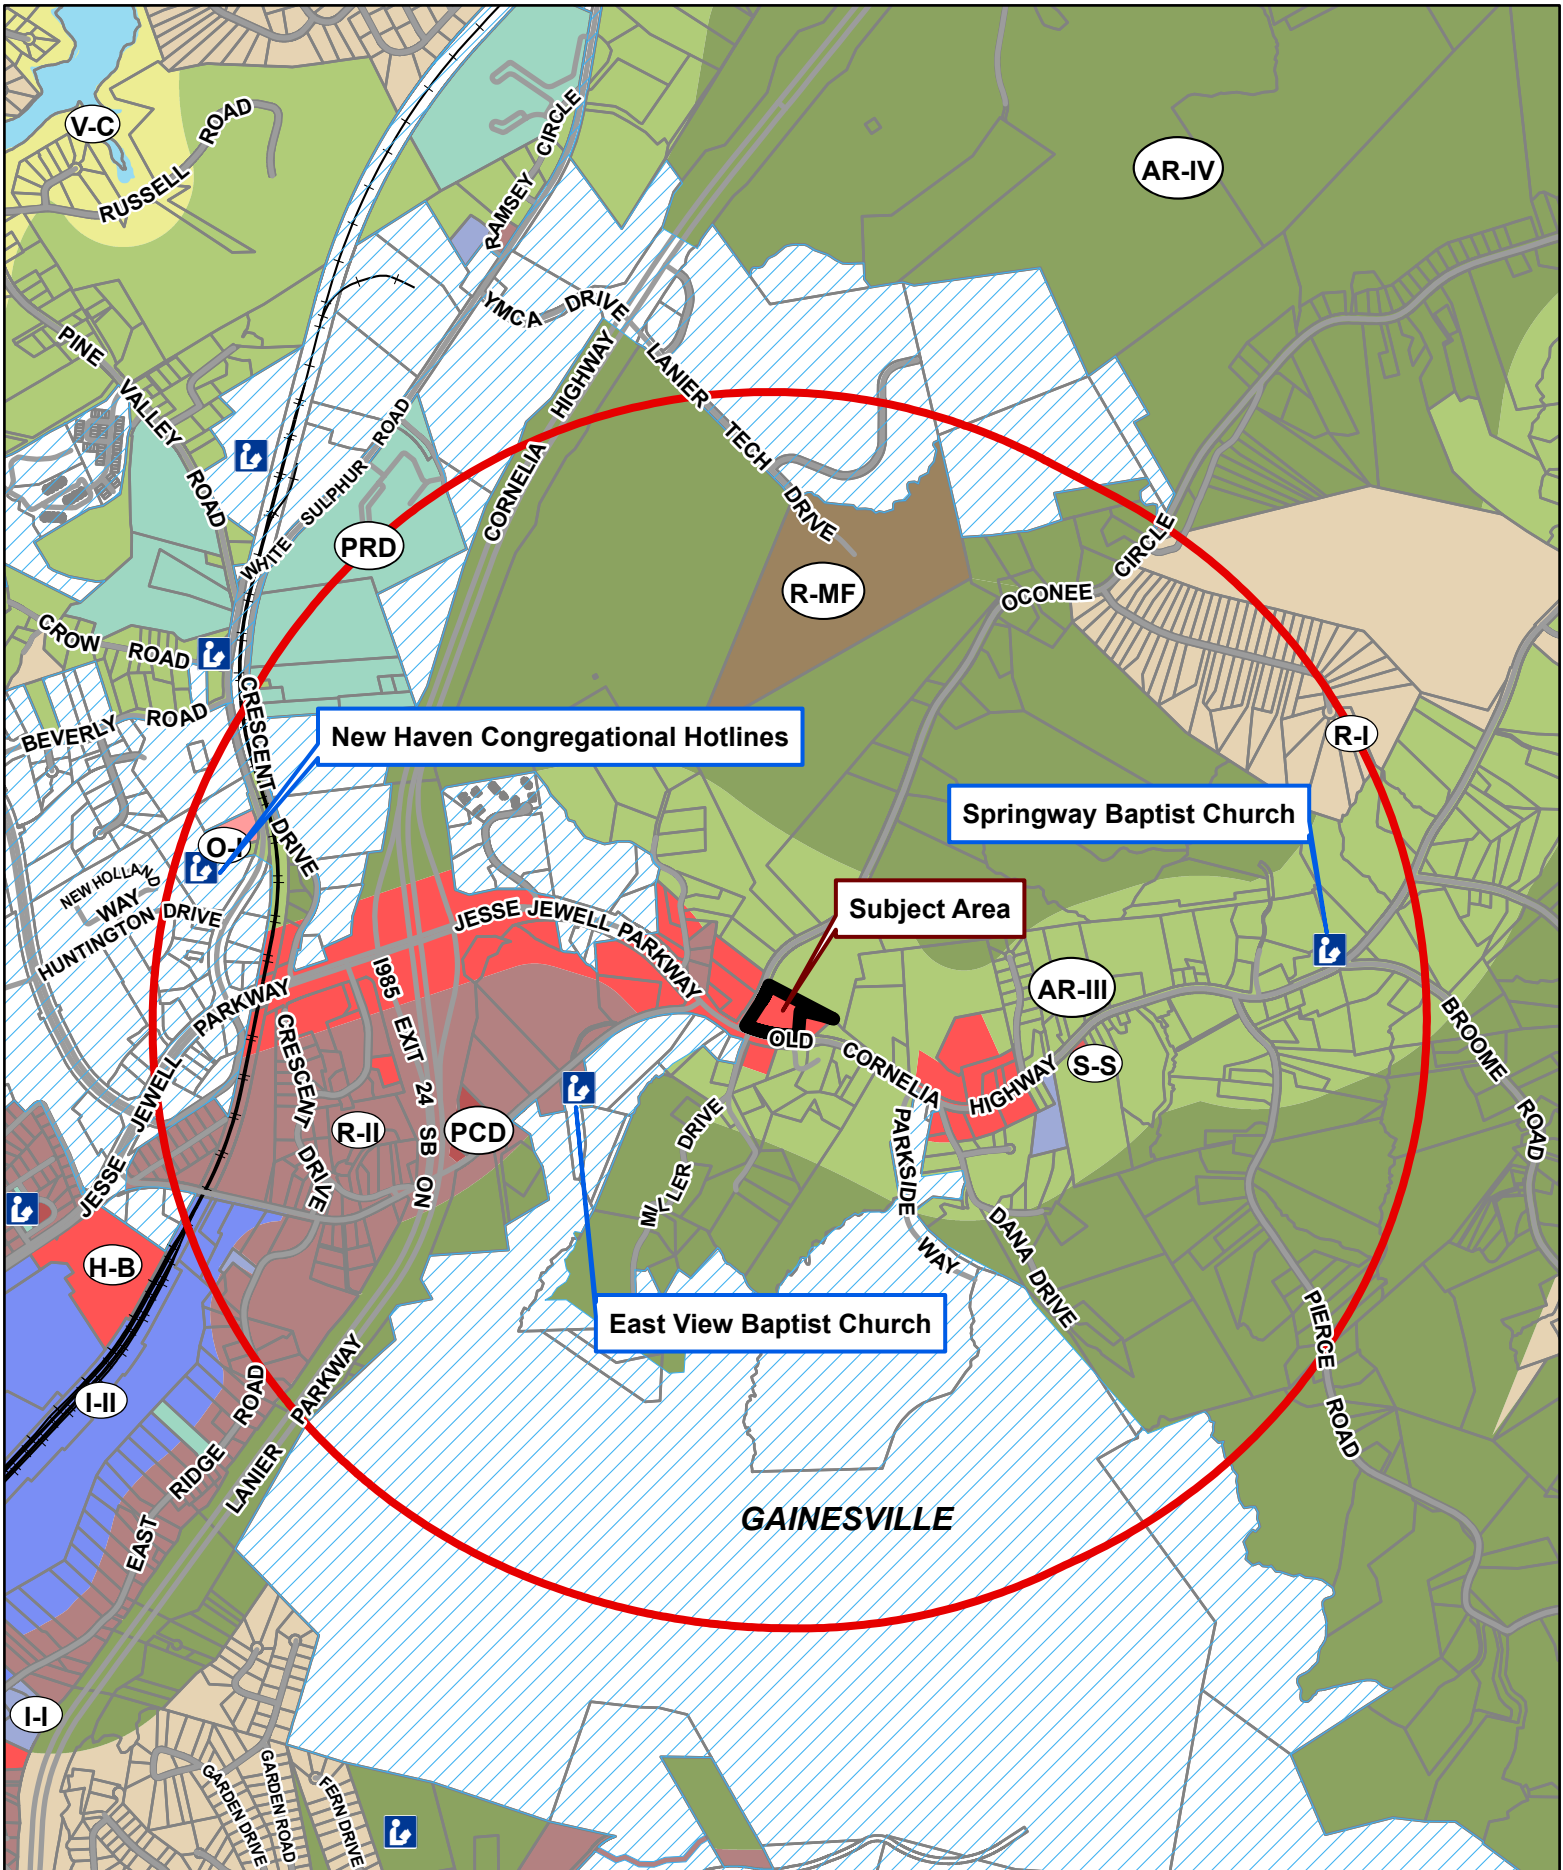 V-C
RUSSELL ROAD
RAMSEY CIRCLE
AR-IV
YMCA DRIVE
PINE VALLEY ROAD
LANIER TECH DRIVE
CORNELIA HIGHWAY
WHITE SULPHUR ROAD
PRD
R-MF
OCONEE CIRCLE
CROW ROAD
BEVERLY ROAD
CRESCENT DRIVE
New Haven Congregational Hotlines
R-I
Springway Baptist Church
O-I
NEW HOLLAND WAY
HUNTINGTON DRIVE
Subject Area
JESSE JEWELL PARKWAY
JESSE JEWELL PARKWAY
I985 EXIT 24 SB ON
AR-III
OLD CORNELIA HIGHWAY
S-S
BROOME ROAD
CRESCENT DRIVE
R-II
PCD
MILLER DRIVE
PARKSIDE WAY
DANA DRIVE
H-B
East View Baptist Church
PIERCE ROAD
I-II
EAST RIDGE ROAD
LANIER PARKWAY
GAINESVILLE
I-I
GARDEN DRIVE
GARDEN ROAD
FERN DRIVE